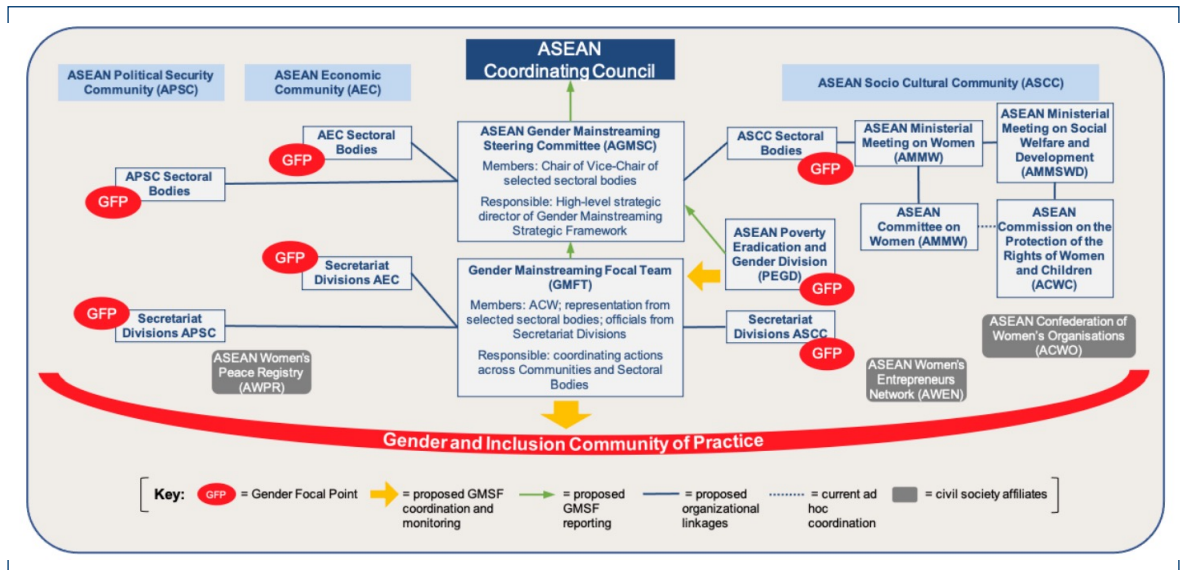 ASEAN
Coordinating Council
ASEAN Political Security
Community (APSC)
ASEAN Economic
Community (AEC)
ASEAN Socio Cultural Community (ASCC)
AEC Sectoral
Bodies
GFP
APSC Sectoral
Bodies
GFP
ASEAN Gender Mainstreaming
Steering Committee (AGMSC)
Members: Chair of Vice-Chair of
selected sectoral bodies
Responsible: High-level strategic
director of Gender Mainstreaming
Strategic Framework
ASCC Sectoral
Bodies
GFP
ASEAN Ministerial
Meeting on Women
(AMMW)
ASEAN Ministerial
Meeting on Social
Welfare and
Development
(AMMSWD)
ASEAN
Committee on
Women (AMMW)
ASEAN
Commission on the
Protection of the
Rights of Women
and Children
(ACWC)
ASEAN Poverty
Eradication and
Gender Division
(PEGD)
GFP
GFP
Secretariat
Divisions AEC
GFP
Secretariat
Divisions APSC
Gender Mainstreaming Focal Team
(GMFT)
Members: ACW; representation from
selected sectoral bodies; officials from
Secretariat Divisions
Responsible: coordinating actions
across Communities and Sectoral
Bodies
Secretariat
Divisions ASCC
GFP
ASEAN Women's
Peace Registry
(AWPR)
ASEAN Confederation of
Women's Organisations
(ACWO)
ASEAN Women's
Entrepreneurs
Network (AWEN)
Gender and Inclusion Community of Practice
Key:
GFP
= Gender Focal Point
= proposed GMSF
coordination and
monitoring
= proposed
GMSF
reporting
= proposed
organizational
linkages
= current ad
hoc
coordination
= civil society affiliates